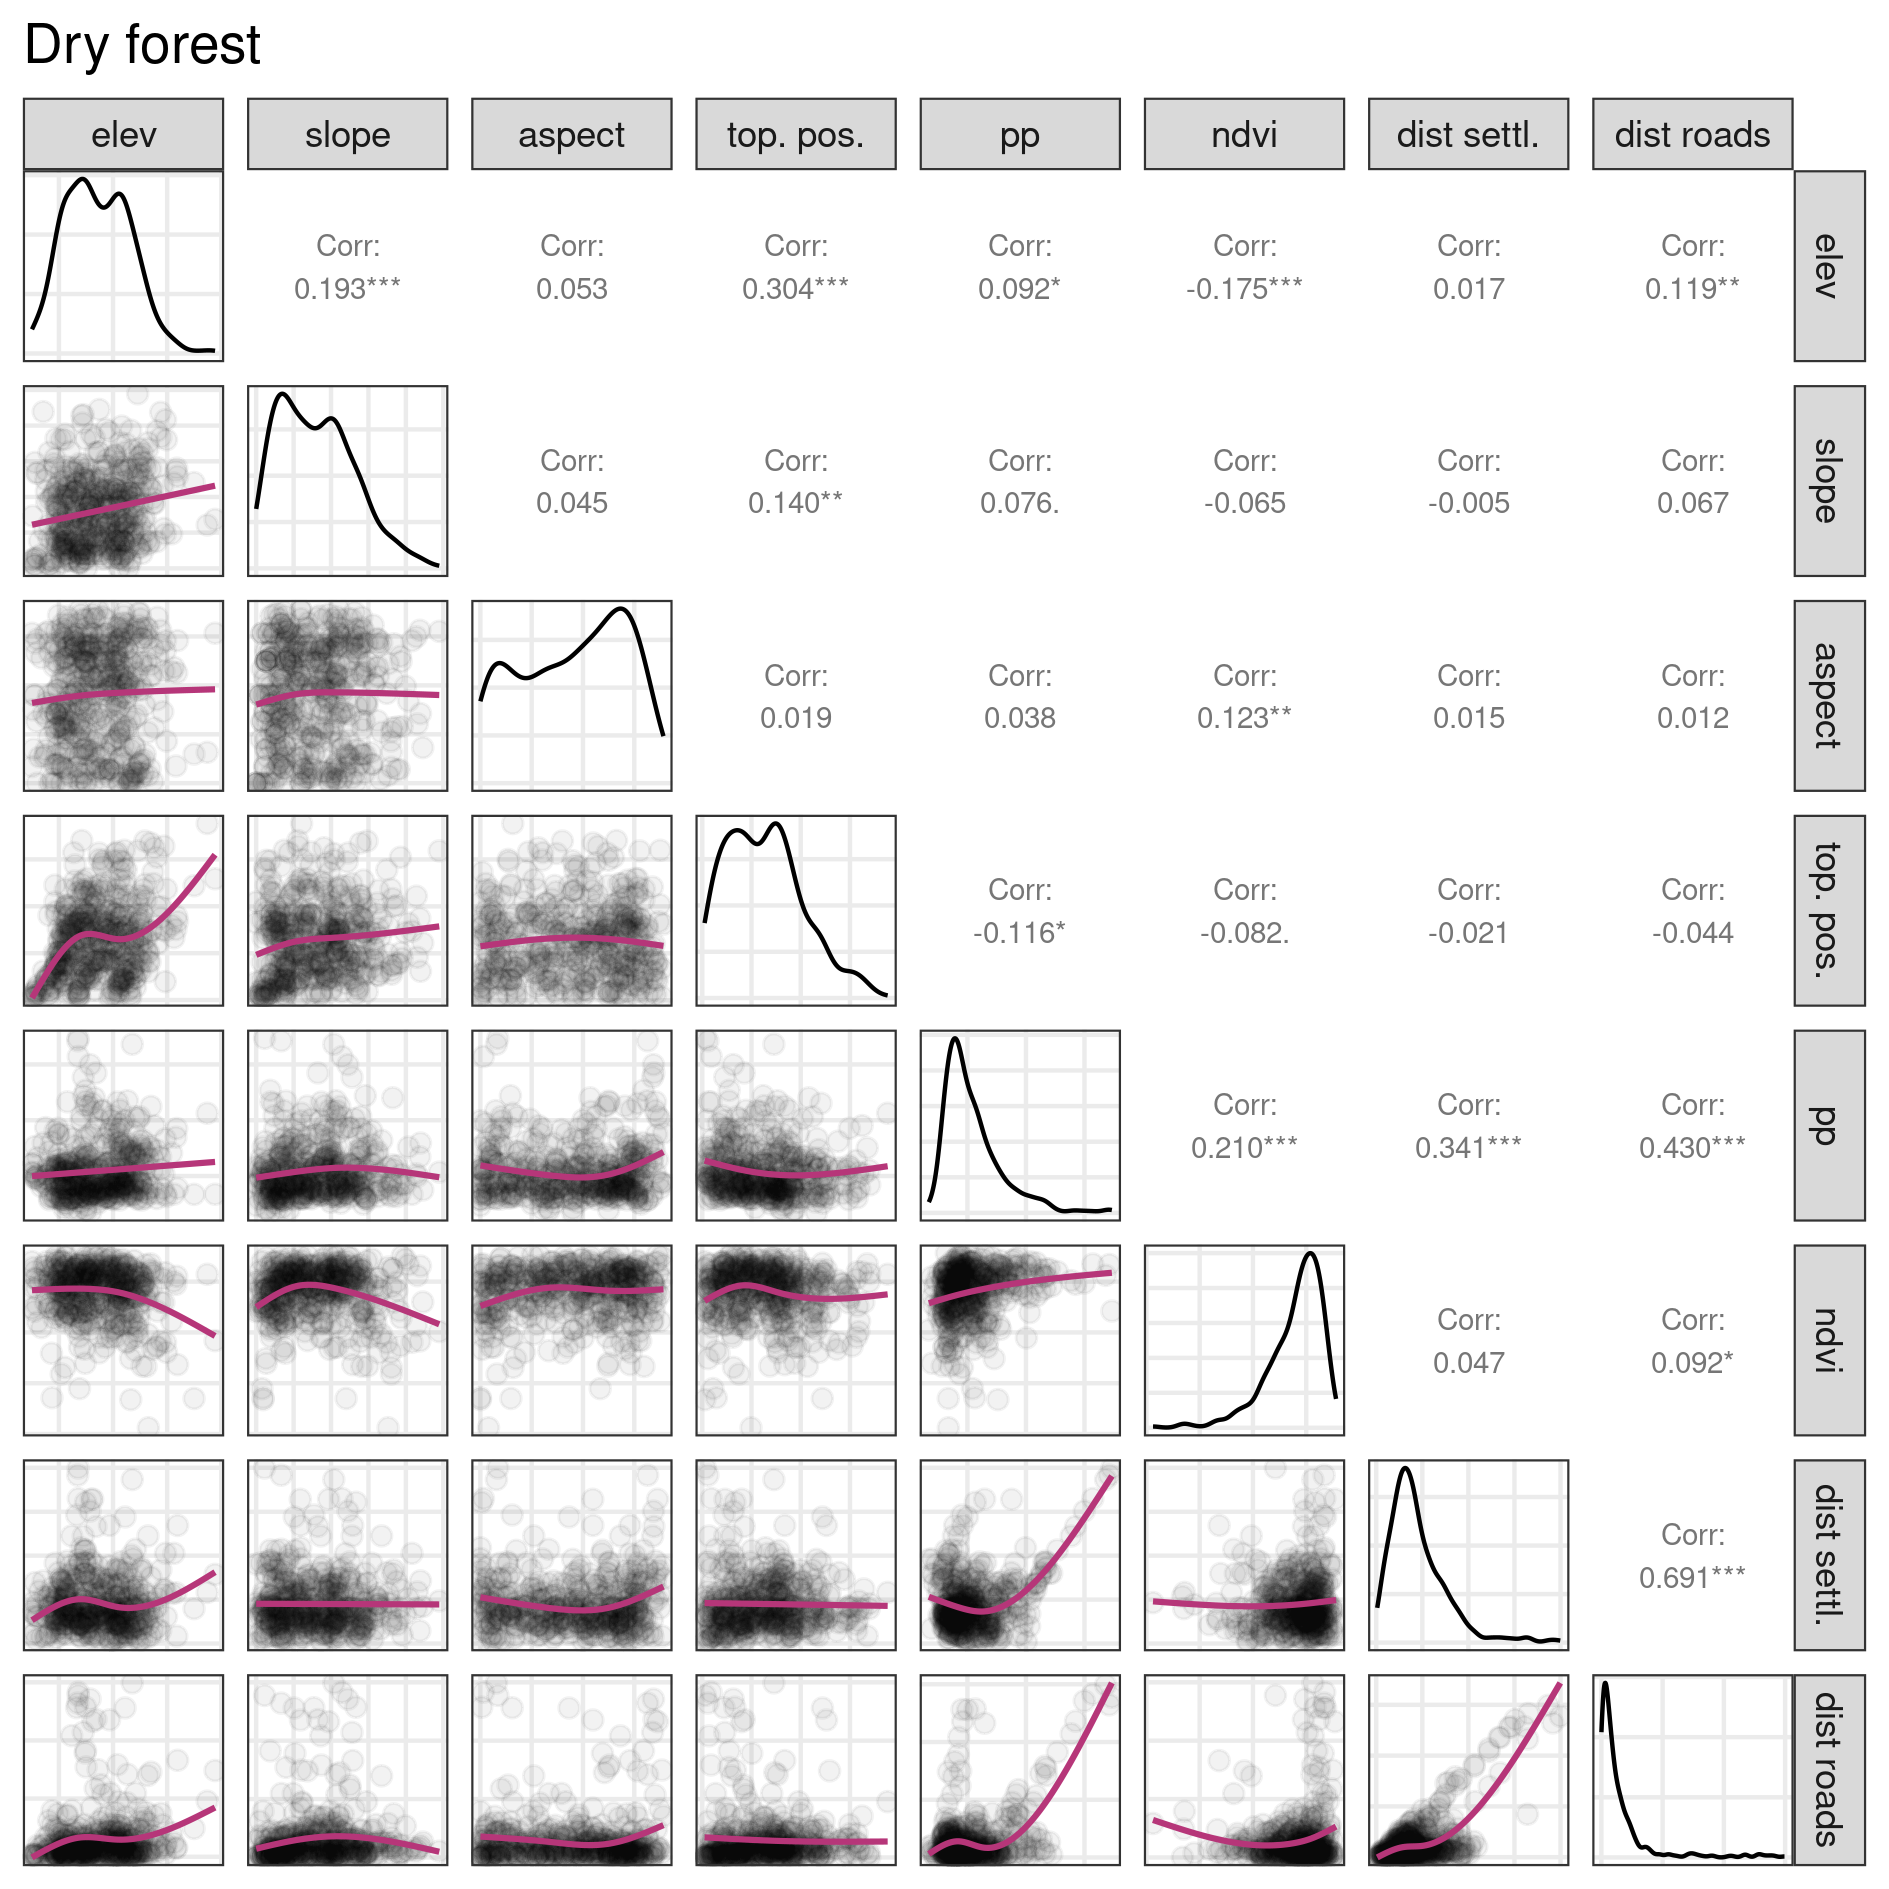 Dry forest
elev slope aspect top. pos. pp ndvi dist settl. dist roads
Corr: Corr: Corr: Corr: Corr: Corr: Corr:
0.193*** 0.053 0.304*** 0.092* -0.175*** 0.017 0.119**
elev
Corr: Corr: Corr: Corr: Corr: Corr:
0.045 0.140** 0.076. -0.065 -0.005 0.067
slope
Corr: Corr: Corr: Corr: Corr:
0.019 0.038 0.123** 0.015 0.012
aspect
Corr: Corr: Corr: Corr:
-0.116* -0.082. -0.021 -0.044
top. pos.
Corr: Corr: Corr:
0.210*** 0.341*** 0.430***
pp
Corr: Corr:
0.047 0.092*
ndvi
Corr:
0.691***
dist settl.
dist roads